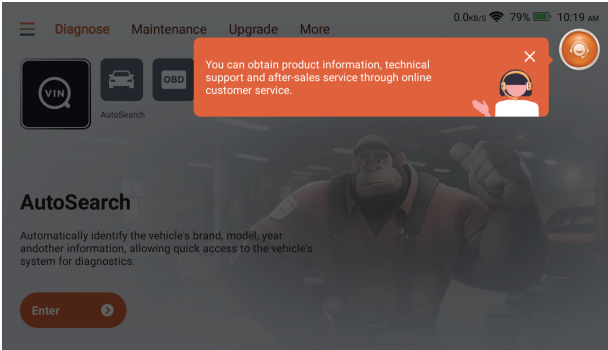 0.0KB/S 79% 10:19 AM
Diagnose Maintenance Upgrade More
You can obtain product information, technical
support and after-sales service through online
customer service.
VIN
OBD
AutoSearch
AutoSearch
Automatically identify the vehicle's brand, model, year
andother information, allowing quick access to the vehicle's
system for diagnostics.
Enter